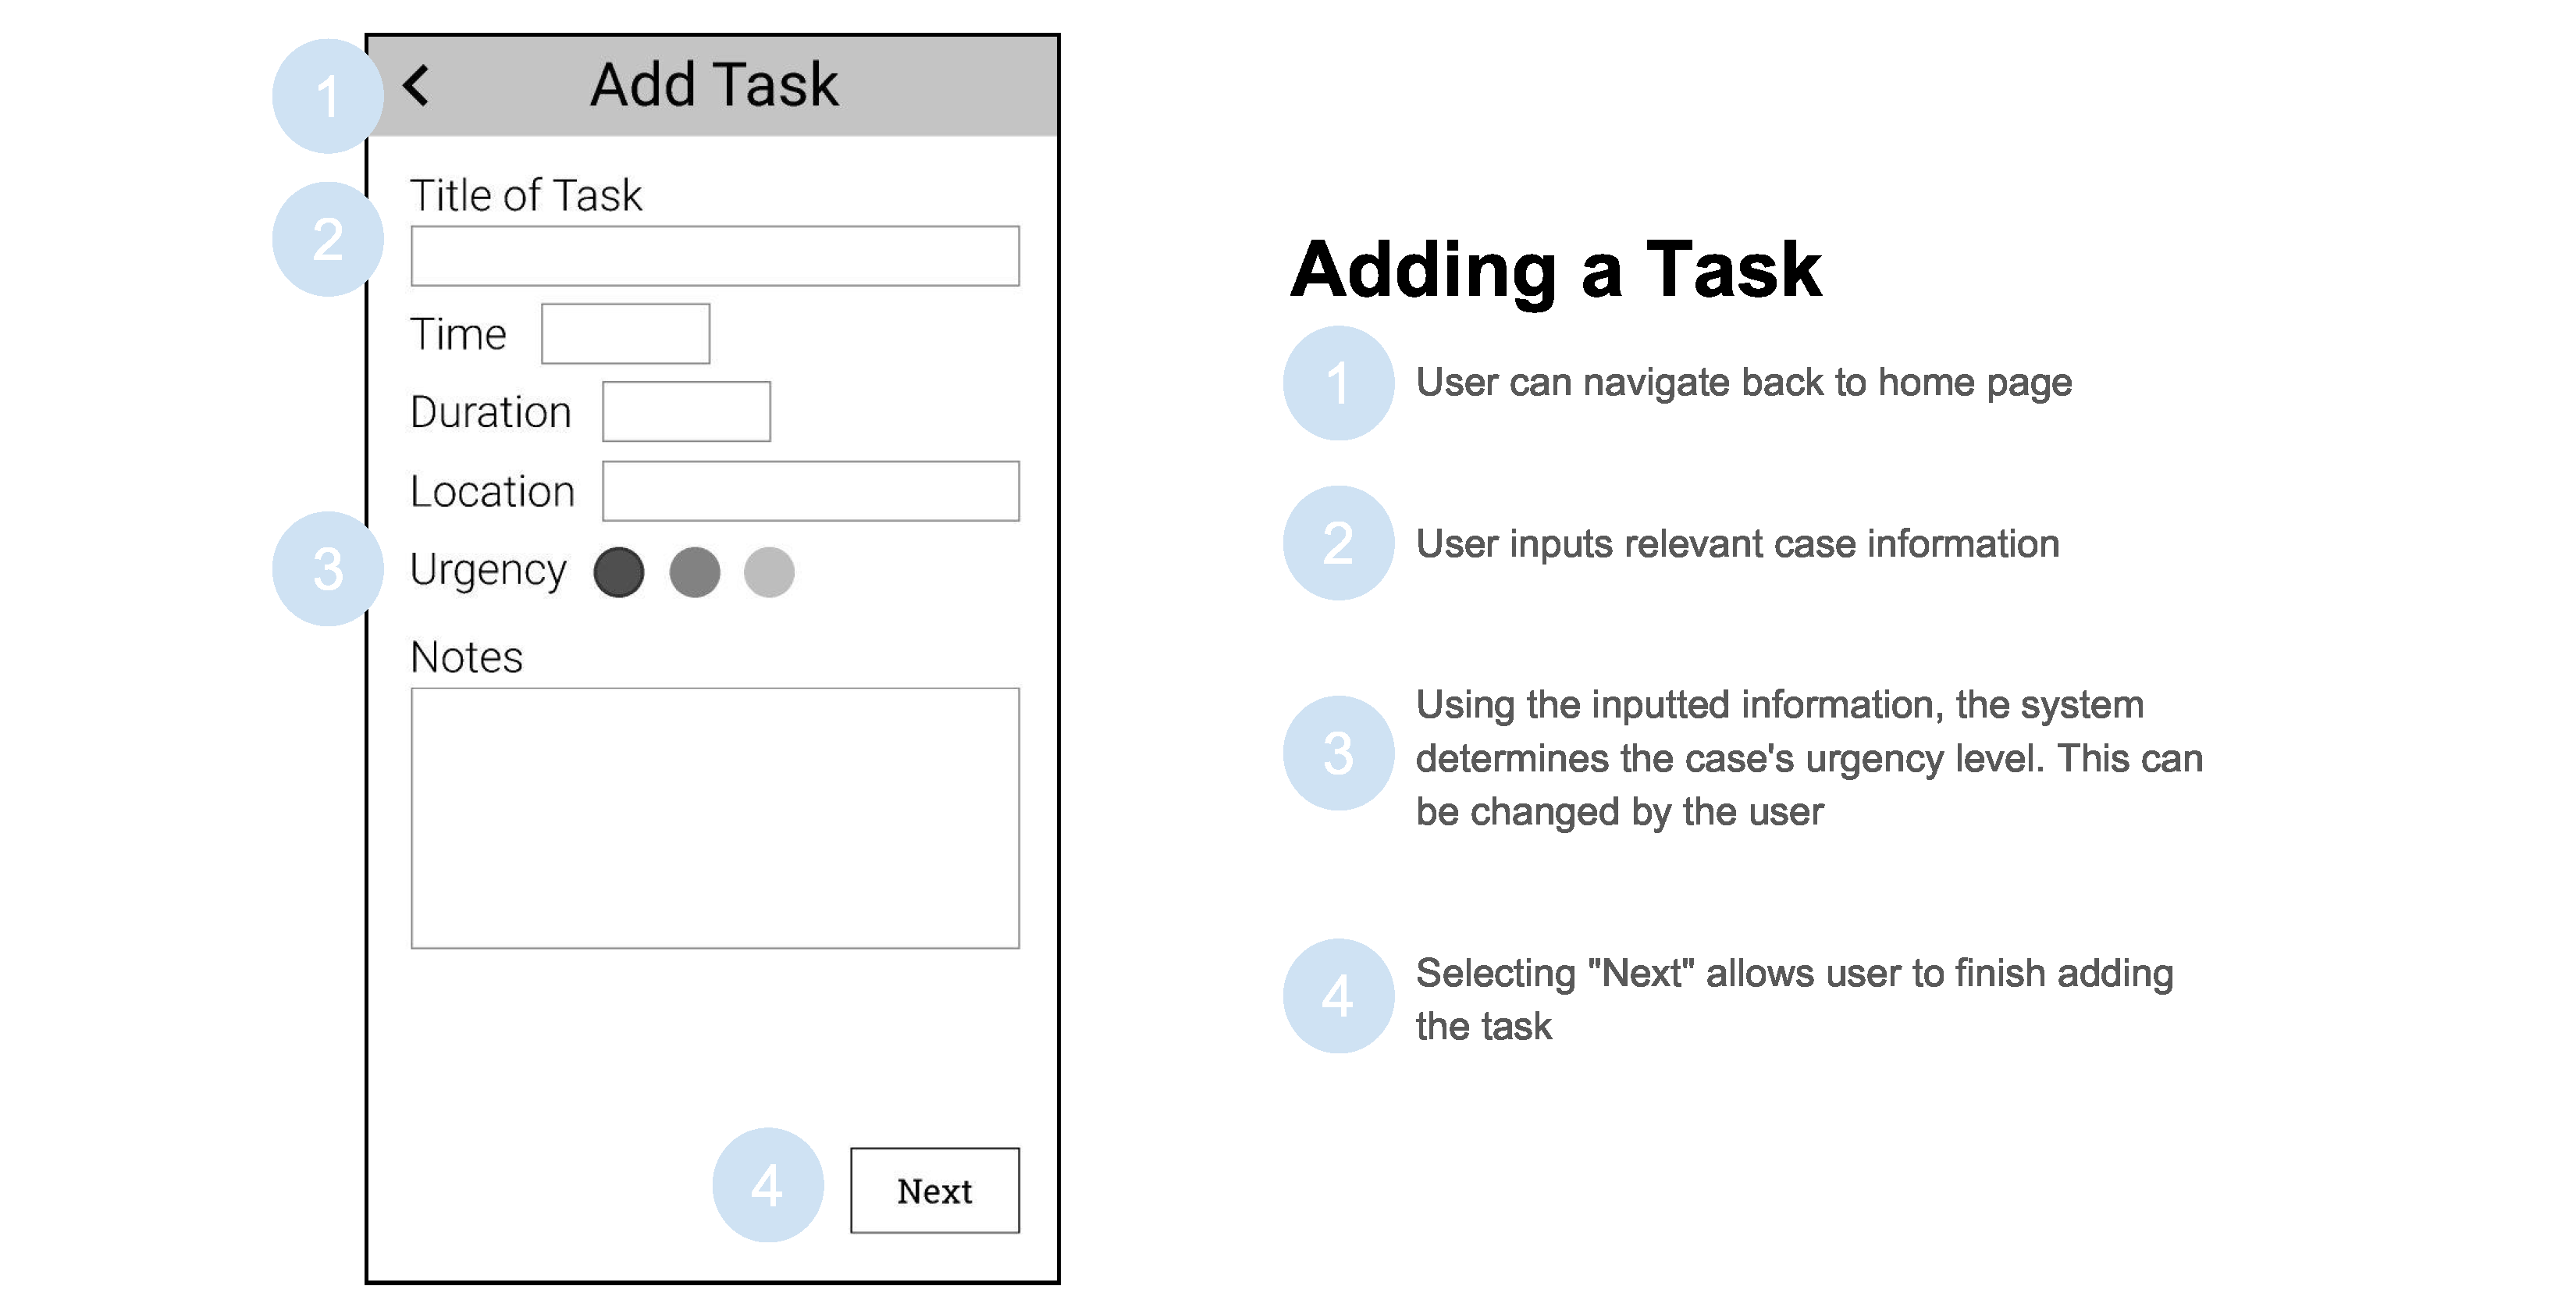 1
Add Task
2
Title of Task
Time
Duration
Location
3
Urgency
Notes
4
Next
Adding a Task
1
User can navigate back to home page
2
User inputs relevant case information
3
Using the inputted information, the system
determines the case's urgency level. This can
be changed by the user
4
Selecting "Next" allows user to finish adding
the task